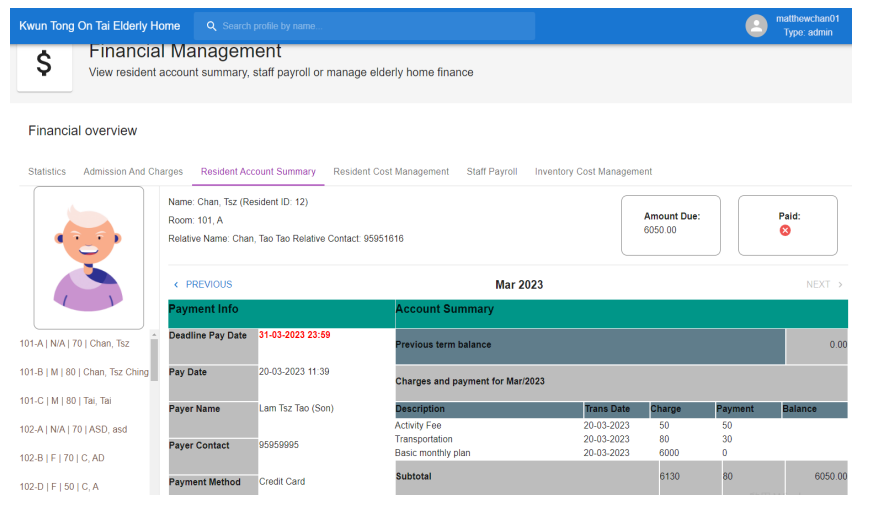 Kwun Tong On Tai Elderly Home
Search profile by name...
matthewchan01
Type: admin
$
Financial Management
View resident account summary, staff payroll or manage elderly home finance
Financial overview
Statistics Admission And Charges Resident Account Summary Resident Cost Management Staff Payroll Inventory Cost Management
Name: Chan, Tsz (Resident ID: 12)
Room: 101, A
Relative Name: Chan, Tao Tao Relative Contact: 95951616
Amount Due:
6050.00
Paid:
‹ PREVIOUS Mar 2023 NEXT ›
Payment Info Account Summary
Deadline Pay Date 31-03-2023 23:59
Previous term balance 0.00
Pay Date 20-03-2023 11:39
Charges and payment for Mar/2023
Payer Name Lam Tsz Tao (Son)
Description Trans Date Charge Payment Balance
Activity Fee 20-03-2023 50 50
Transportation 20-03-2023 80 30
Basic monthly plan 20-03-2023 6000 0
Payer Contact 95959995
Subtotal 6130 80 6050.00
Payment Method Credit Card
101-A | N/A | 70 | Chan, Tsz
101-B | M | 80 | Chan, Tsz Ching
101-C | M | 80 | Tai, Tai
102-A | N/A | 70 | ASD, asd
102-B | F | 70 | C, AD
102-D | F | 50 | C, A